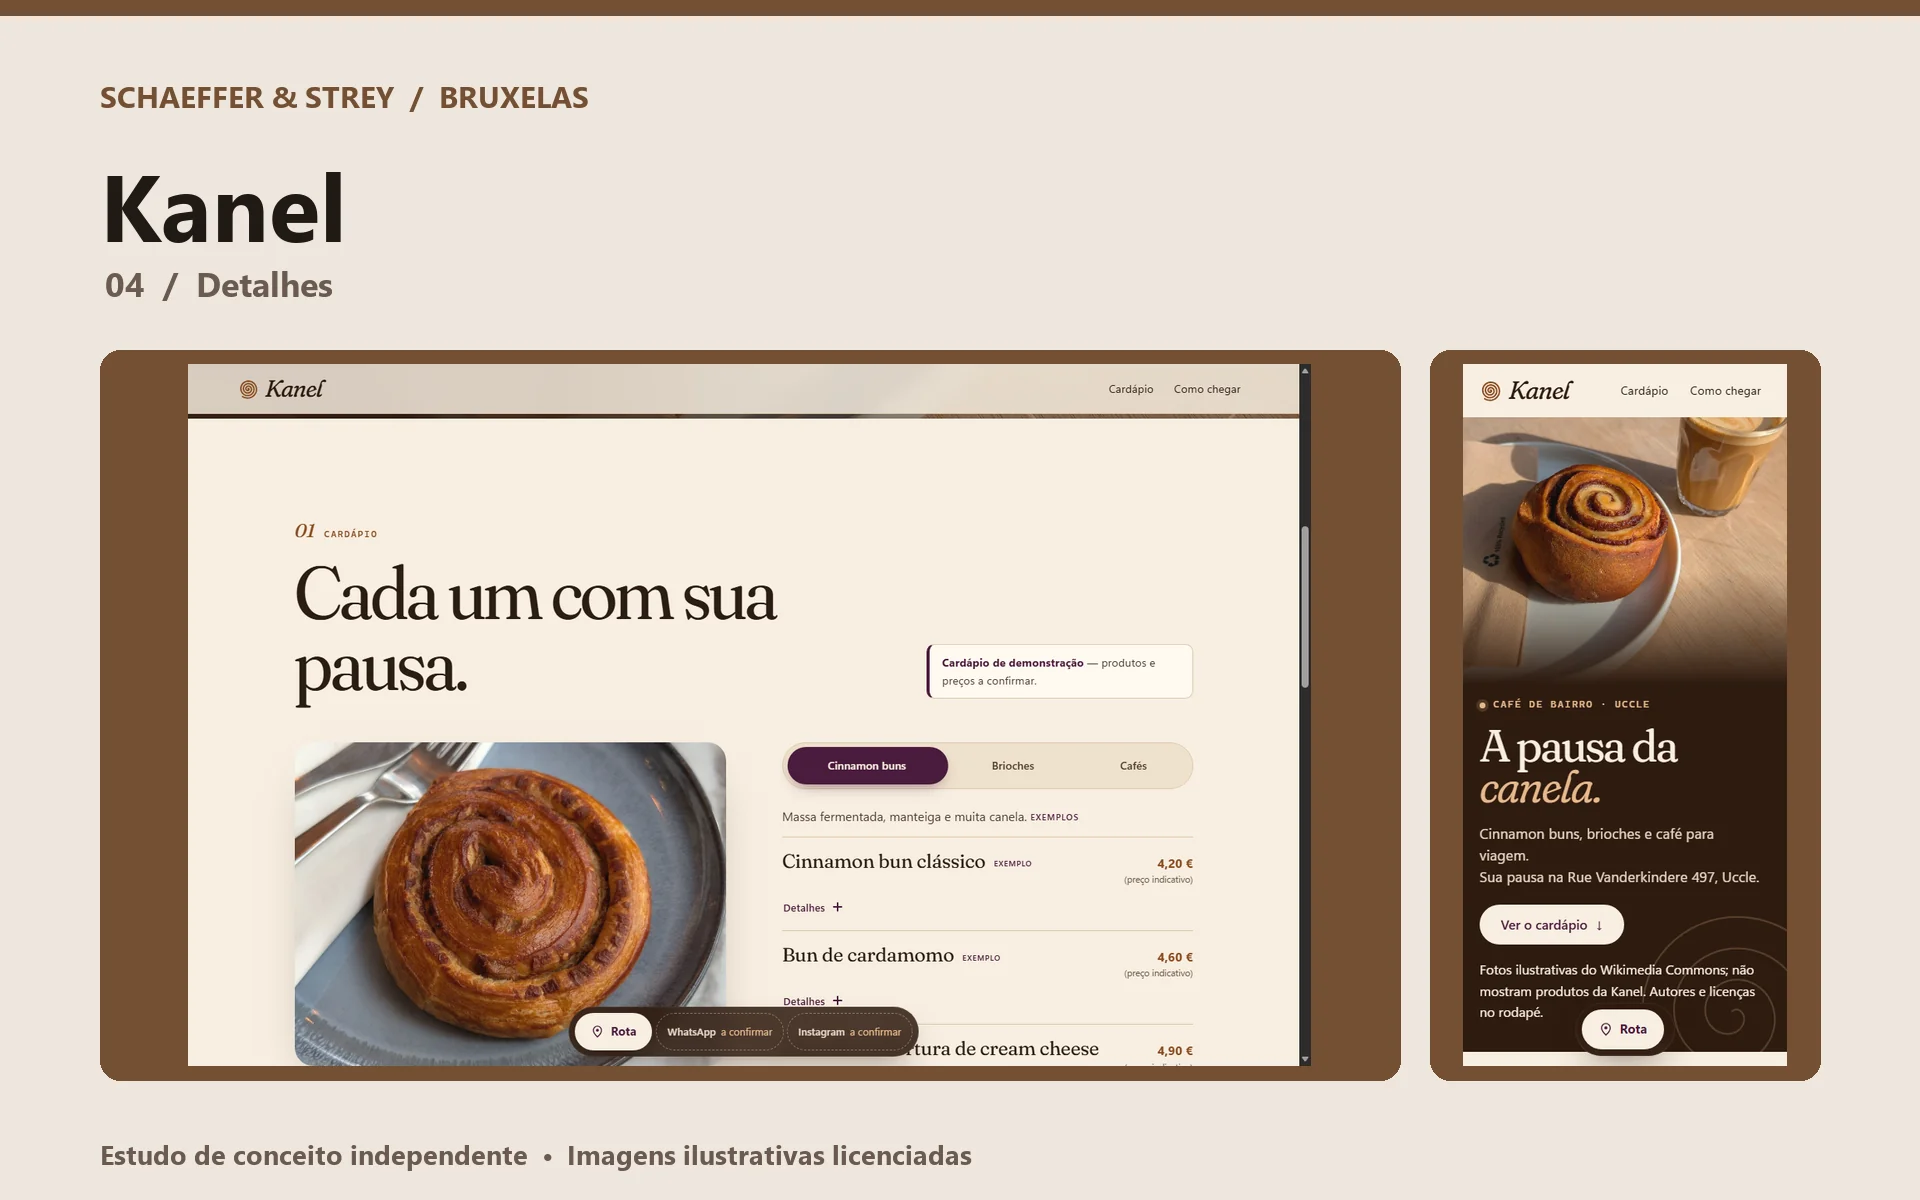 SCHAEFFER & STREY / BRUXELAS
Kanel
04 / Detalhes
Kanel
Cardápio Como chegar
01 CARDÁPIO
Cada um com sua
pausa.
Cardápio de demonstração — produtos e
preços a confirmar.
Cinnamon buns Brioches Cafés
Massa fermentada, manteiga e muita canela. EXEMPLOS
Cinnamon bun clássico EXEMPLO 4,20 €
(preço indicativo)
Detalhes +
Bun de cardamomo EXEMPLO 4,60 €
(preço indicativo)
Detalhes +
Rota WhatsApp a confirmar Instagram a confirmar
de cream cheese 4,90 €
Kanel Cardápio Como chegar
CAFÉ DE BAIRRO · UCCLE
A pausa da
canela.
Cinnamon buns, brioches e café para
viagem.
Sua pausa na Rue Vanderkindere 497, Uccle.
Ver o cardápio ↓
Fotos ilustrativas do Wikimedia Commons; não
mostram produtos da Kanel. Autores e licenças
no rodapé.
Rota
Estudo de conceito independente • Imagens ilustrativas licenciadas